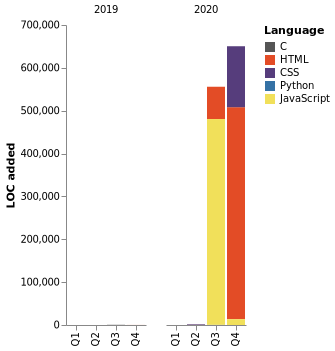 2019 2020
Language
C
HTML
CSS
Python
JavaScript
LOC added
700,000
600,000
500,000
400,000
300,000
200,000
100,000
0
Q1 Q2 Q3 Q4 Q1 Q2 Q3 Q4